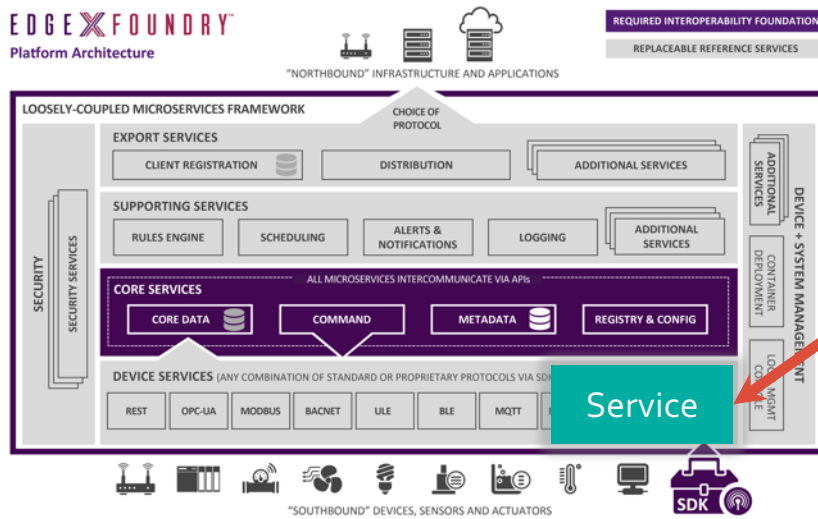 EDGE X FOUNDRY™
Platform Architecture
REQUIRED INTEROPERABILITY FOUNDATION
REPLACEABLE REFERENCE SERVICES
"NORTHBOUND" INFRASTRUCTURE AND APPLICATIONS
LOOSELY-COUPLED MICROSERVICES FRAMEWORK
CHOICE OF
PROTOCOL
SECURITY
SECURITY SERVICES
EXPORT SERVICES
CLIENT REGISTRATION
DISTRIBUTION
ADDITIONAL SERVICES
SUPPORTING SERVICES
RULES ENGINE
SCHEDULING
ALERTS &
NOTIFICATIONS
LOGGING
ADDITIONAL
SERVICES
ALL MICROSERVICES INTERCOMMUNICATE VIA APIs
CORE SERVICES
CORE DATA
COMMAND
METADATA
REGISTRY & CONFIG
DEVICE SERVICES (ANY COMBINATION OF STANDARD OR PROPRIETARY PROTOCOLS VIA
REST
OPC-UA
MODBUS
BACNET
ULE
BLE
MQTT
Service
ADDITIONAL
SERVICES
CONTAINER
DEPLOYMENT
DEVICE + SYSTEM MANAGEMENT
SDK
"SOUTHBOUND" DEVICES, SENSORS AND ACTUATORS